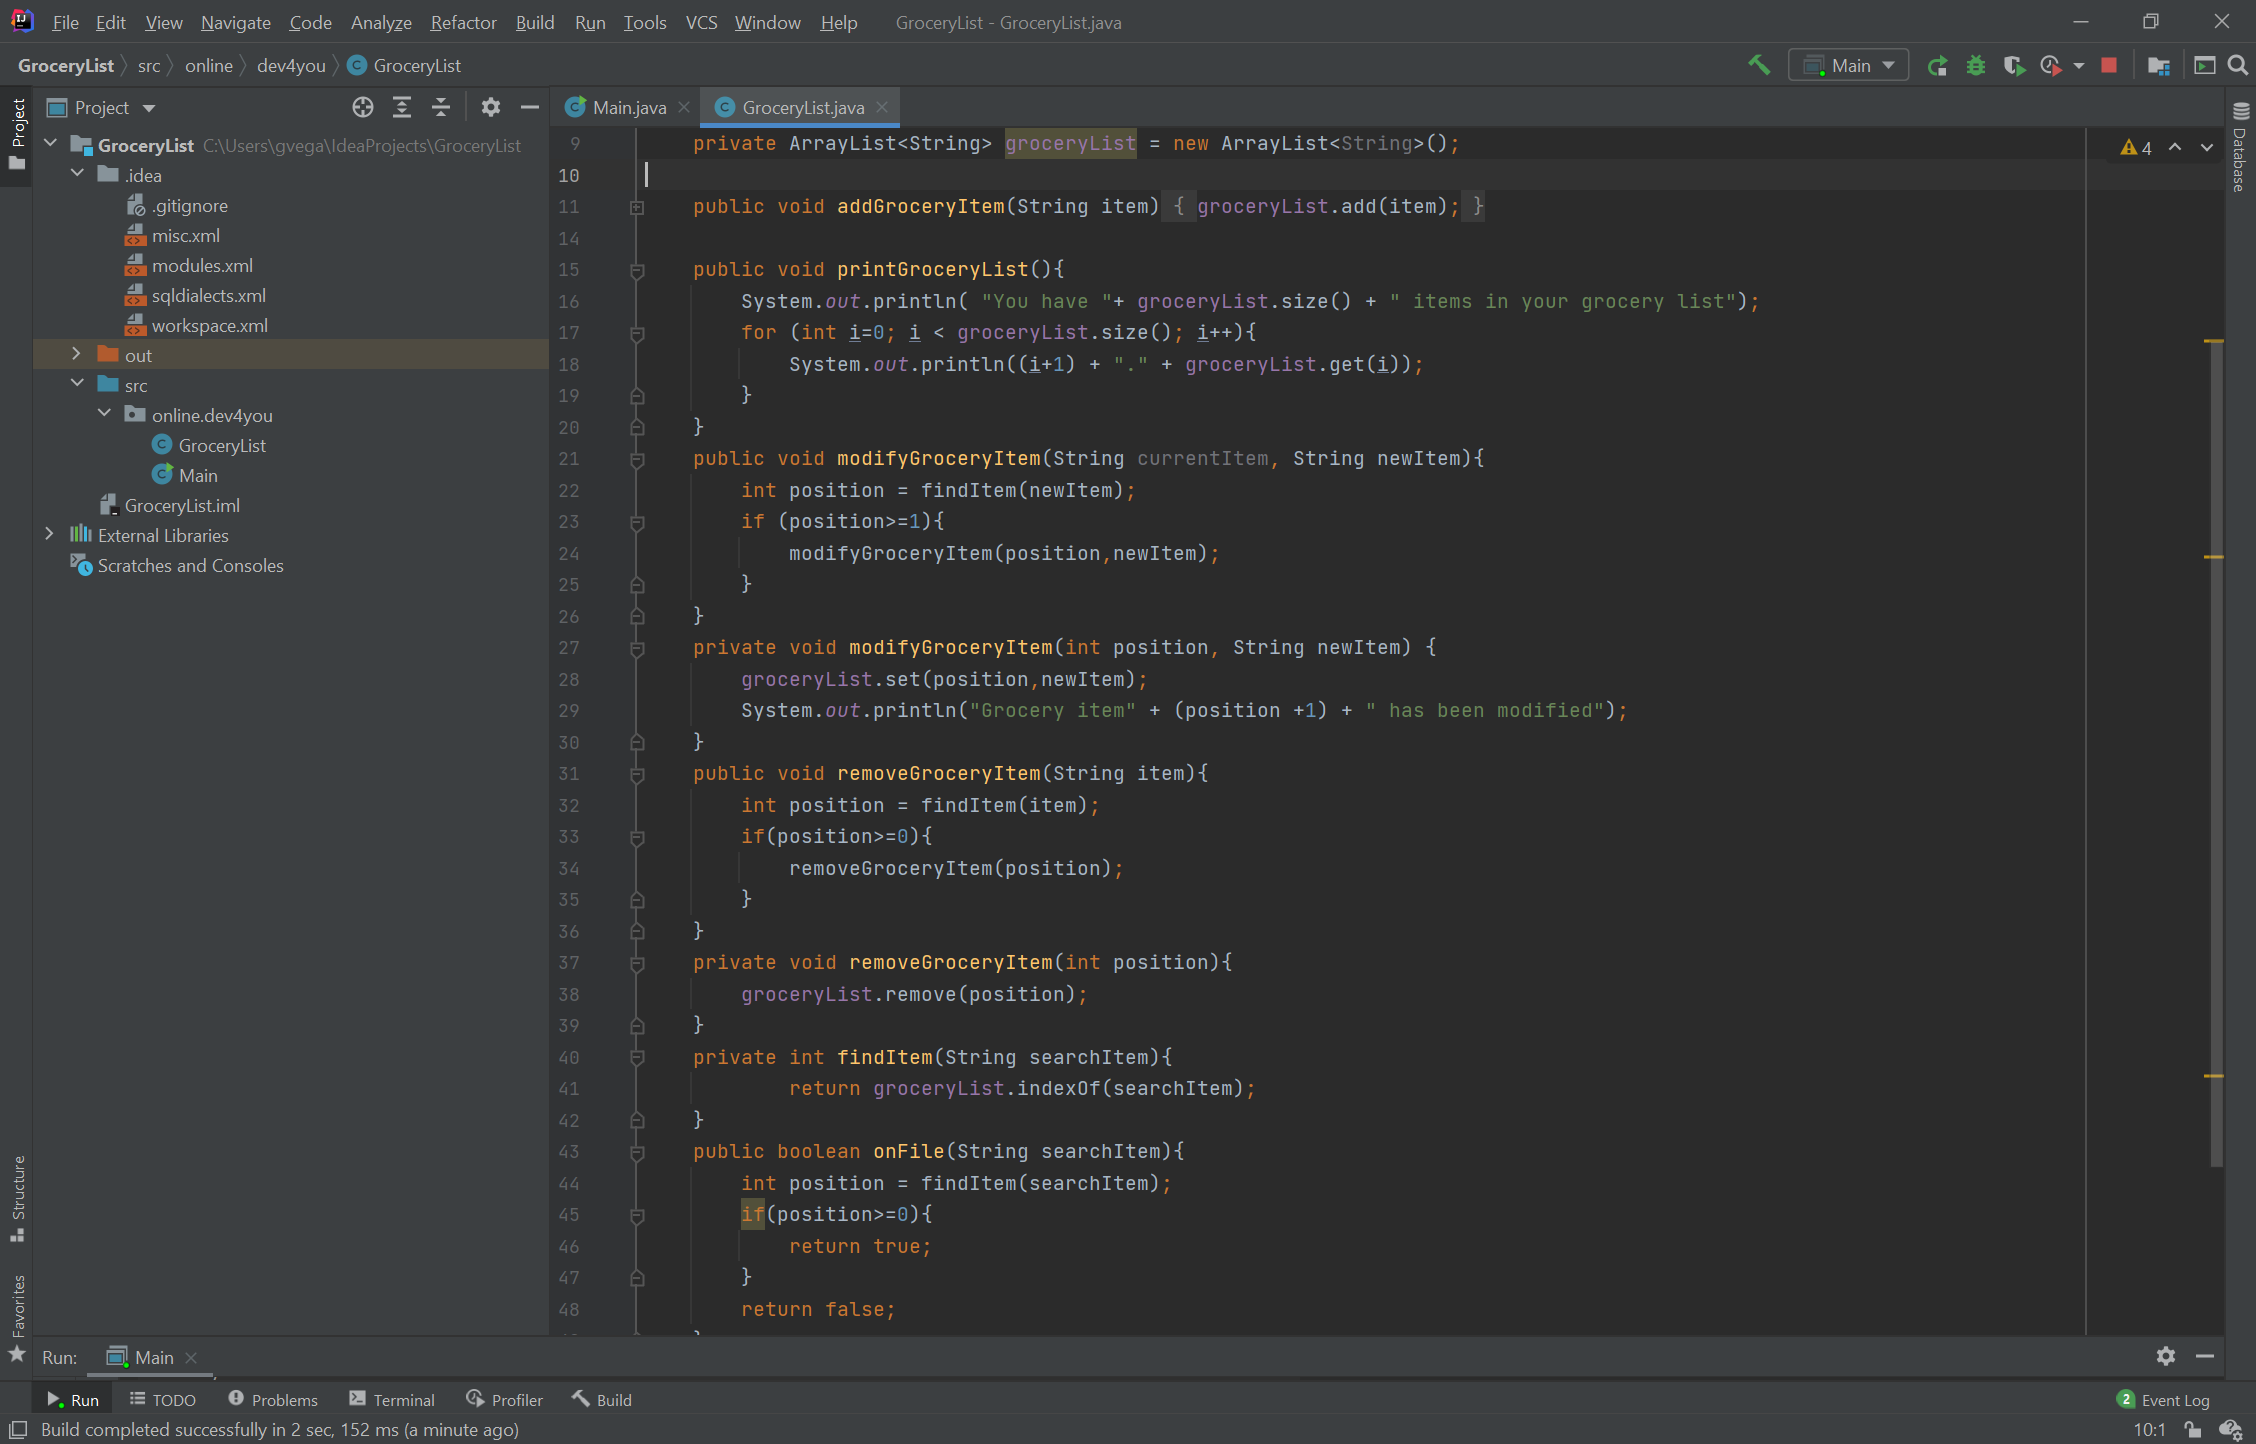 File Edit View Navigate Code Analyze Refactor Build Run Tools VCS Window Help GroceryList - GroceryList.java
GroceryList src online dev4you GroceryList
Main
Project
Project
Main.java
GroceryList.java
Database
GroceryList C:\Users\gvega\IdeaProjects\GroceryList
.idea
.gitignore
misc.xml
modules.xml
sqldialects.xml
workspace.xml
out
src
online.dev4you
GroceryList
Main
GroceryList.iml
External Libraries
Scratches and Consoles
4
9 private ArrayList<String> groceryList = new ArrayList<String>();
10
11 public void addGroceryItem(String item) { groceryList.add(item); }
14
15 public void printGroceryList(){
16 System.out.println( "You have "+ groceryList.size() + " items in your grocery list");
17 for (int i=0; i < groceryList.size(); i++){
18 System.out.println((i+1) + "." + groceryList.get(i));
19 }
20 }
21 public void modifyGroceryItem(String currentItem, String newItem){
22 int position = findItem(newItem);
23 if (position>=1){
24 modifyGroceryItem(position,newItem);
25 }
26 }
27 private void modifyGroceryItem(int position, String newItem) {
28 groceryList.set(position,newItem);
29 System.out.println("Grocery item" + (position +1) + " has been modified");
30 }
31 public void removeGroceryItem(String item){
32 int position = findItem(item);
33 if(position>=0){
34 removeGroceryItem(position);
35 }
36 }
37 private void removeGroceryItem(int position){
38 groceryList.remove(position);
39 }
40 private int findItem(String searchItem){
41 return groceryList.indexOf(searchItem);
42 }
43 public boolean onFile(String searchItem){
44 int position = findItem(searchItem);
45 if(position>=0){
46 return true;
47 }
48 return false;
Structure
Favorites
Run: Main
Run TODO Problems Terminal Profiler Build
2 Event Log
Build completed successfully in 2 sec, 152 ms (a minute ago)
10:1